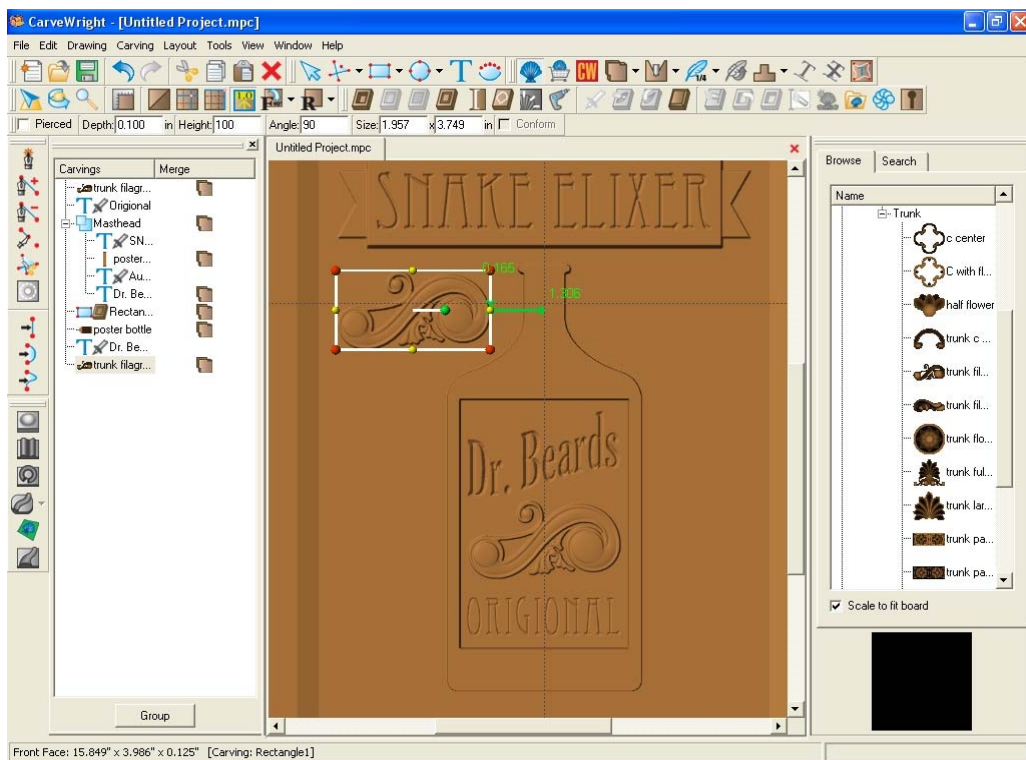 CarveWright - [Untitled Project.mpc]
File Edit Drawing Carving Layout Tools View Window Help
T CW 1/4
F R
Pierced Depth: 0.100 in Height: 100 Angle: 90 Size: 1.957 x 3.749 in Conform
Untitled Project.mpc
Carvings Merge
trunk filagr...
Origional
Masthead
SN...
poster...
Au...
Dr. Be...
Rectan...
poster bottle
Dr. Be...
trunk filagr...
Group
SNAKE ELIXER
0.165
1.306
Dr. Beards
ORIGIONAL
Browse Search
Name
Trunk
c center
C with fl...
half flower
trunk c ...
trunk fil...
trunk fil...
trunk flo...
trunk ful...
trunk lar...
trunk pa...
trunk pa...
Scale to fit board
Front Face: 15.849" x 3.986" x 0.125" [Carving: Rectangle1]